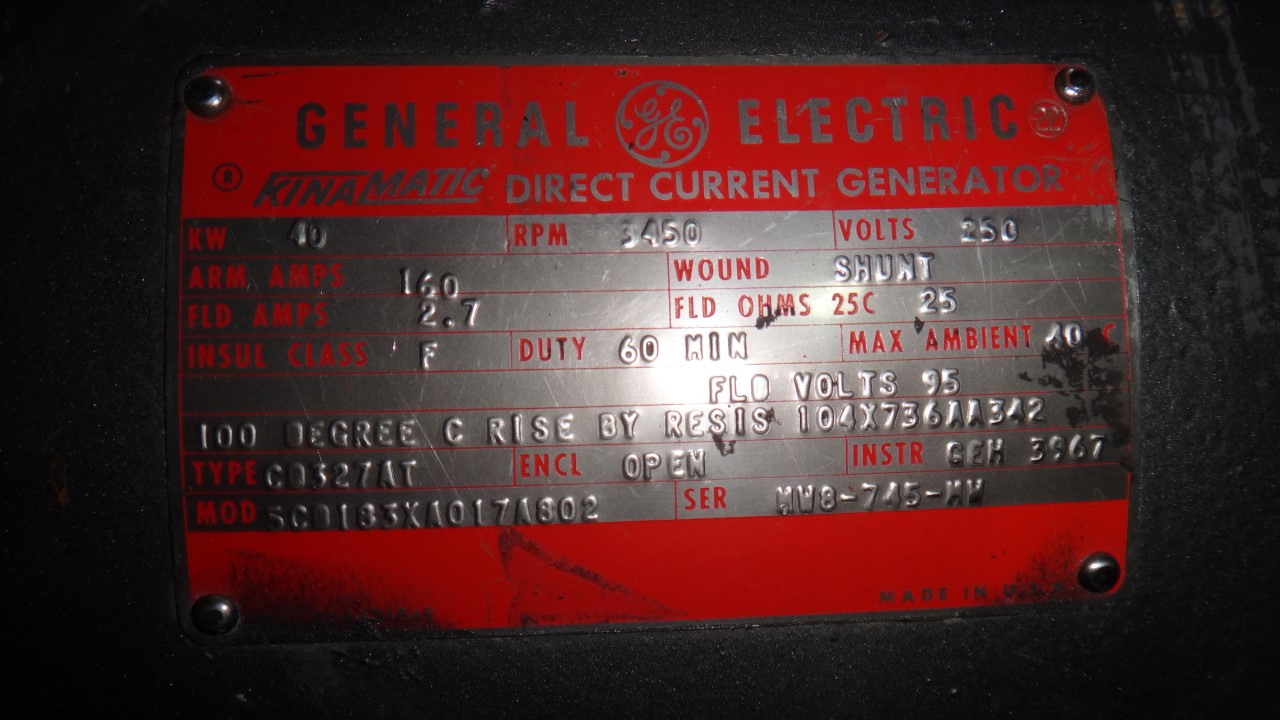 GENERAL GE ELECTRIC 22
® KINAMATIC DIRECT CURRENT GENERATOR
KW 40 RPM 3450 VOLTS 250
ARM AMPS 160 WOUND SHUNT
FLD AMPS 2.7 FLD OHMS 25C 25
INSUL CLASS F DUTY 60 MIN MAX AMBIENT 40 C
FLD VOLTS 95
100 DEGREE C RISE BY RESIS 104X736AA342
TYPE CD327AT ENCL OPEN INSTR GEH 3967
MOD 5CD183XA017A802 SER MW8-745-MW
MADE IN U.S.A.